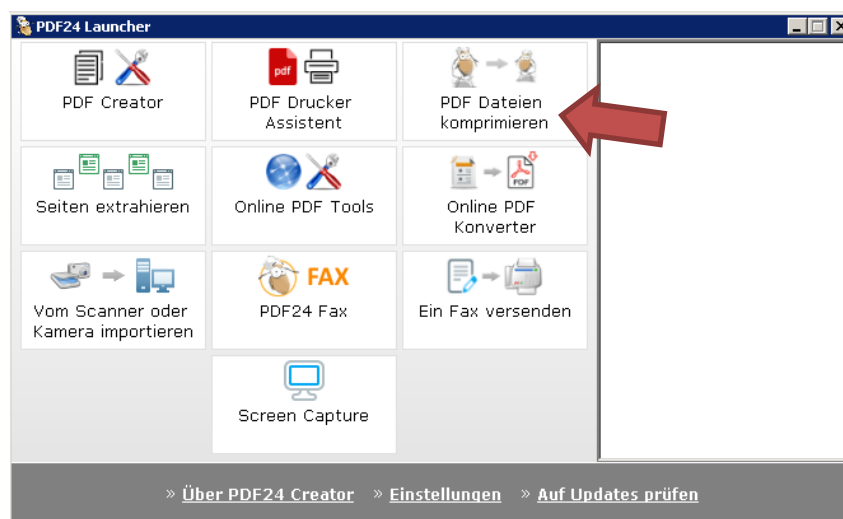 PDF24 Launcher
pdf
PDF Creator
PDF Drucker
Assistent
PDF Dateien
komprimieren
PDF
Seiten extrahieren
Online PDF Tools
Online PDF
Konverter
FAX
Vom Scanner oder
Kamera importieren
PDF24 Fax
Ein Fax versenden
Screen Capture
» Über PDF24 Creator » Einstellungen » Auf Updates prüfen